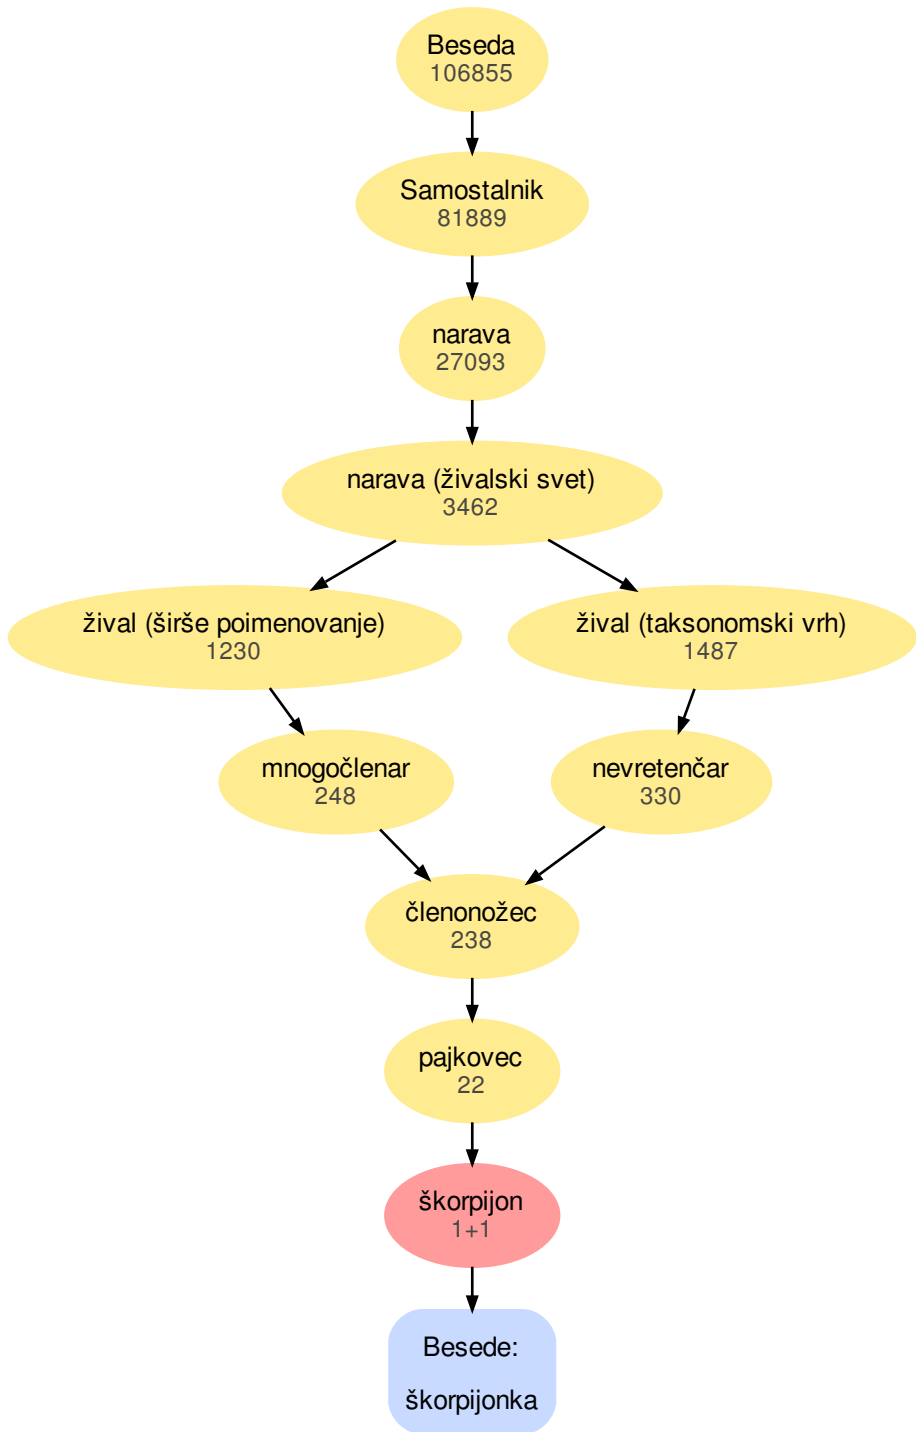 Beseda
106855
Samostalnik
81889
narava
27093
narava (živalski svet)
3462
žival (širše poimenovanje)
1230
žival (taksonomski vrh)
1487
mnogočlenar
248
nevretenčar
330
členonožec
238
pajkovec
22
škorpijon
1+1
Besede:
škorpijonka